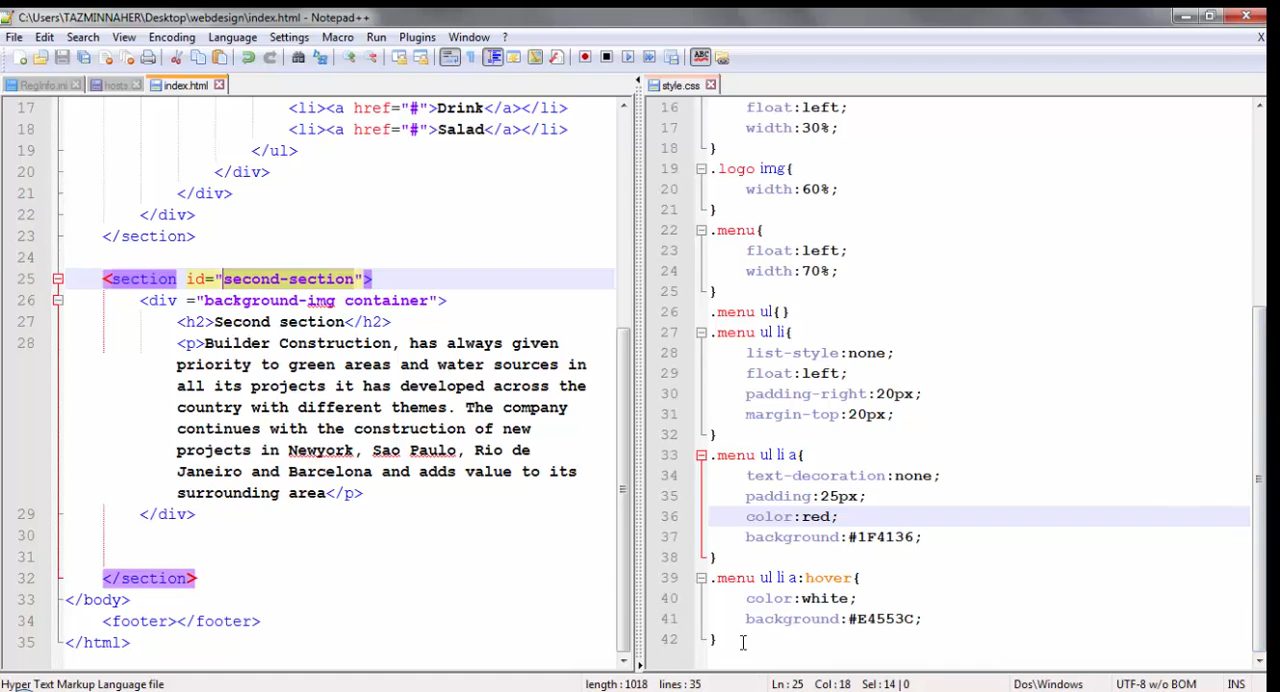 C:\Users\TAZMINNAHER\Desktop\webdesign\index.html - Notepad++
File Edit Search View Encoding Language Settings Macro Run Plugins Window ? X
RegInfo.ini hosts index.html
17 <li><a href="#">Drink</a></li>
18 <li><a href="#">Salad</a></li>
19 </ul>
20 </div>
21 </div>
22 </div>
23 </section>
24
25 <section id="second-section">
26 <div ="background-img container">
27 <h2>Second section</h2>
28 <p>Builder Construction, has always given
priority to green areas and water sources in
all its projects it has developed across the
country with different themes. The company
continues with the construction of new
projects in Newyork, Sao Paulo, Rio de
Janeiro and Barcelona and adds value to its
surrounding area</p>
29 </div>
30
31
32 </section>
33 </body>
34 <footer></footer>
35 </html>
style.css
16 float:left;
17 width:30%;
18 }
19 .logo img{
20 width:60%;
21 }
22 .menu{
23 float:left;
24 width:70%;
25 }
26 .menu ul{}
27 .menu ul li{
28 list-style:none;
29 float:left;
30 padding-right:20px;
31 margin-top:20px;
32 }
33 .menu ul li a{
34 text-decoration:none;
35 padding:25px;
36 color:red;
37 background:#1F4136;
38 }
39 .menu ul li a:hover{
40 color:white;
41 background:#E4553C;
42 }
Hyper Text Markup Language file length : 1018 lines : 35 Ln : 25 Col : 18 Sel : 14 | 0 Dos\Windows UTF-8 w/o BOM INS